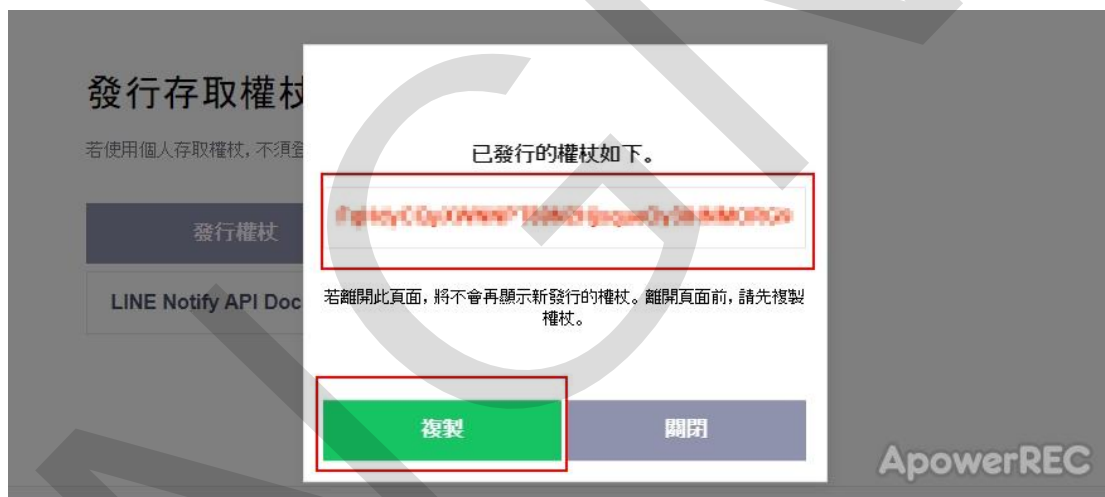 發行存取權杖
若使用個人存取權杖, 不須登
發行權杖
LINE Notify API Doc
已發行的權杖如下。
若離開此頁面, 將不會再顯示新發行的權杖。離開頁面前, 請先複製
權杖。
複製
關閉
ApowerREC